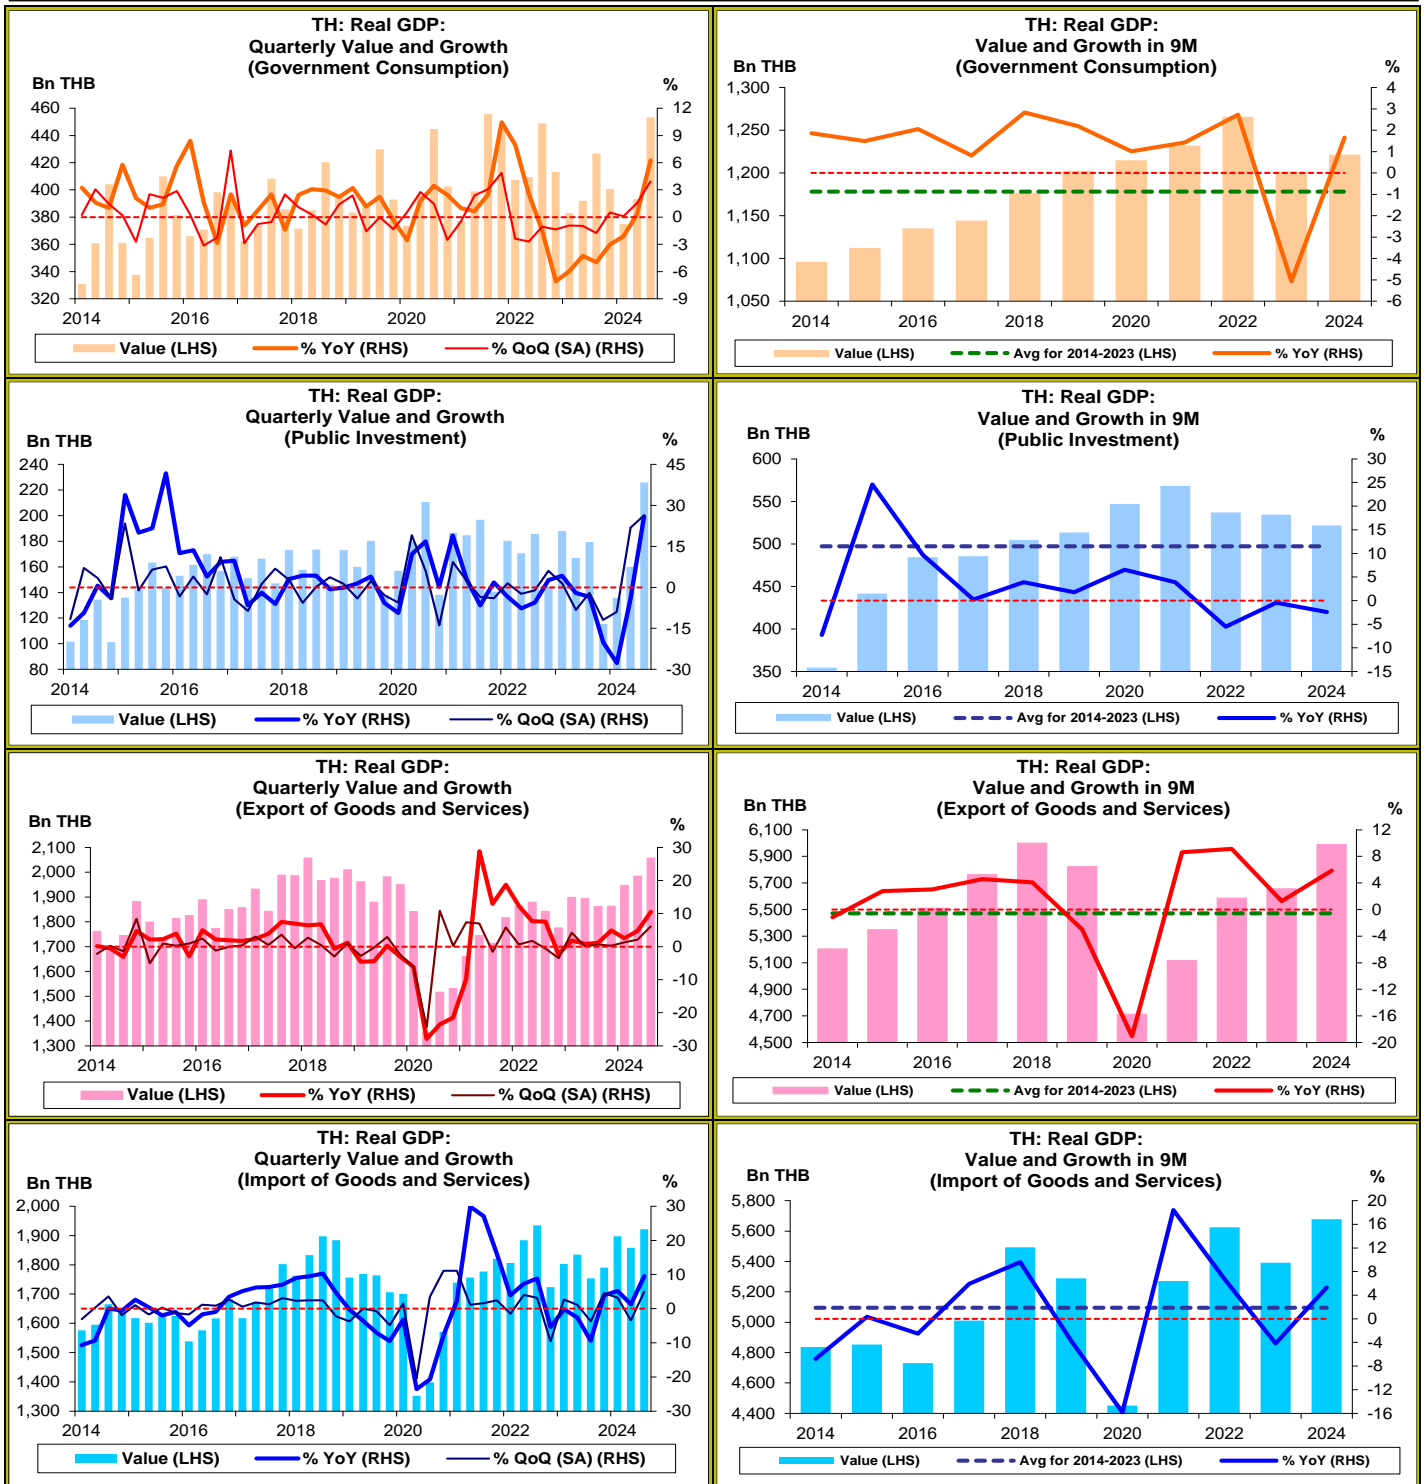 TH: Real GDP:
Quarterly Value and Growth
(Government Consumption)
Bn THB
%
460
440
420
400
380
360
340
320
12
9
6
3
0
-3
-6
-9
2014 2016 2018 2020 2022 2024
Value (LHS) % YoY (RHS) % QoQ (SA) (RHS)
TH: Real GDP:
Value and Growth in 9M
(Government Consumption)
Bn THB
%
1,300
1,250
1,200
1,150
1,100
1,050
4
3
2
1
0
-1
-2
-3
-4
-5
-6
2014 2016 2018 2020 2022 2024
Value (LHS) Avg for 2014-2023 (LHS) % YoY (RHS)
TH: Real GDP:
Quarterly Value and Growth
(Public Investment)
Bn THB
%
240
220
200
180
160
140
120
100
80
45
30
15
0
-15
-30
2014 2016 2018 2020 2022 2024
Value (LHS) % YoY (RHS) % QoQ (SA) (RHS)
TH: Real GDP:
Value and Growth in 9M
(Public Investment)
Bn THB
%
600
550
500
450
400
350
30
25
20
15
10
5
0
-5
-10
-15
2014 2016 2018 2020 2022 2024
Value (LHS) Avg for 2014-2023 (LHS) % YoY (RHS)
TH: Real GDP:
Quarterly Value and Growth
(Export of Goods and Services)
Bn THB
%
2,100
2,000
1,900
1,800
1,700
1,600
1,500
1,400
1,300
30
20
10
0
-10
-20
-30
2014 2016 2018 2020 2022 2024
Value (LHS) % YoY (RHS) % QoQ (SA) (RHS)
TH: Real GDP:
Value and Growth in 9M
(Export of Goods and Services)
Bn THB
%
6,100
5,900
5,700
5,500
5,300
5,100
4,900
4,700
4,500
12
8
4
0
-4
-8
-12
-16
-20
2014 2016 2018 2020 2022 2024
Value (LHS) Avg for 2014-2023 (LHS) % YoY (RHS)
TH: Real GDP:
Quarterly Value and Growth
(Import of Goods and Services)
Bn THB
%
2,000
1,900
1,800
1,700
1,600
1,500
1,400
1,300
30
20
10
0
-10
-20
-30
2014 2016 2018 2020 2022 2024
Value (LHS) % YoY (RHS) % QoQ (SA) (RHS)
TH: Real GDP:
Value and Growth in 9M
(Import of Goods and Services)
Bn THB
%
5,800
5,600
5,400
5,200
5,000
4,800
4,600
4,400
20
16
12
8
4
0
-4
-8
-12
-16
2014 2016 2018 2020 2022 2024
Value (LHS) Avg for 2014-2023 (LHS) % YoY (RHS)